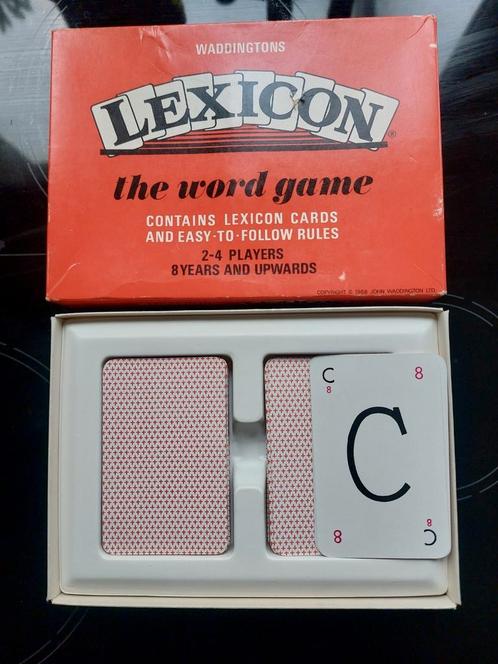 WADDINGTONS
LEXICON®
the word game
CONTAINS LEXICON CARDS
AND EASY-TO-FOLLOW RULES
2-4 PLAYERS
8 YEARS AND UPWARDS
COPYRIGHT © 1968 JOHN WADDINGTON LTD.
C 8
8
C
8
8 C